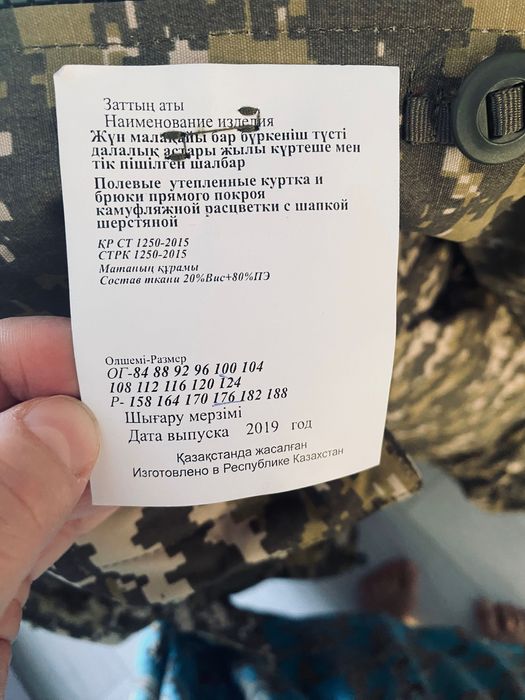 Заттың аты
Наименование изделия
Жүн малақайы бар бүркеніш түсті
далалық астары жылы күртеше мен
тік пішілген шалбар
Полевые утепленные куртка и
брюки прямого покроя
камуфляжной расцветки с шапкой
шерстяной
ҚР СТ 1250-2015
СТРК 1250-2015
Матаның құрамы
Состав ткани 20%Вис+80%ПЭ
Өлшемі-Размер
ОГ-84 88 92 96 100 104
108 112 116 120 124
Р- 158 164 170 176 182 188
Шығару мерзімі
Дата выпуска 2019 год
Қазақстанда жасалған
Изготовлено в Республике Казахстан